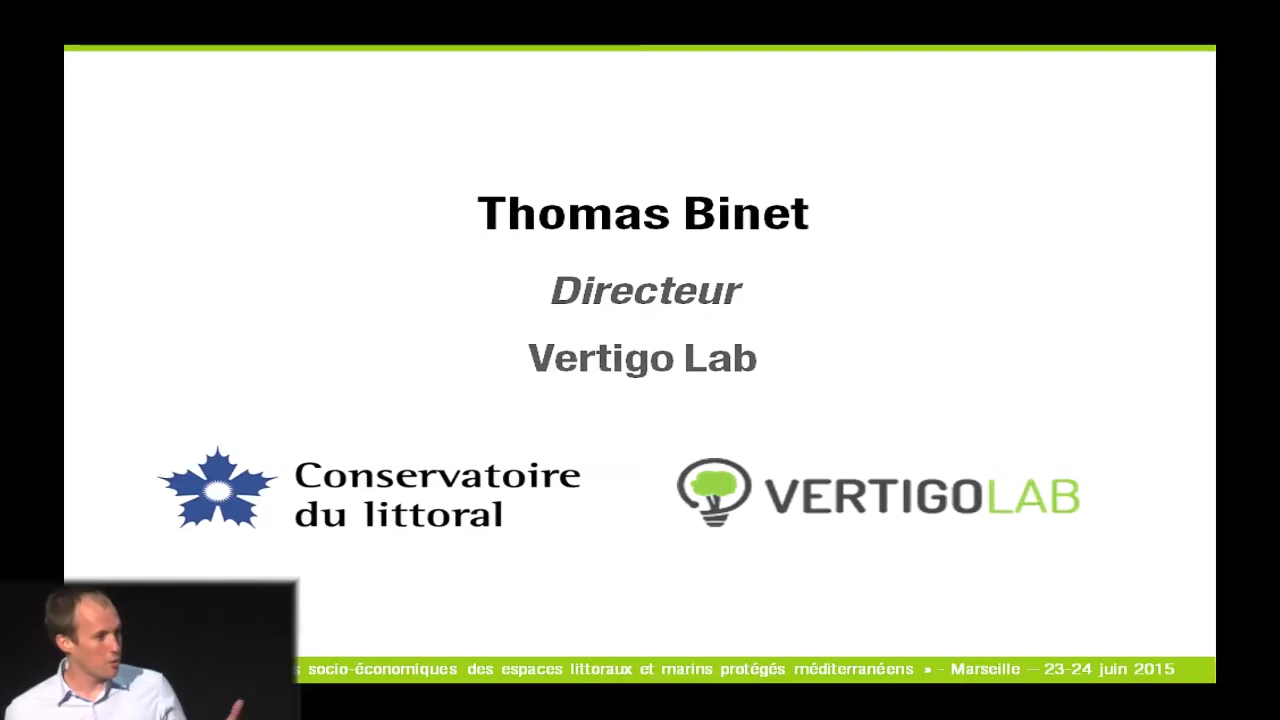 Thomas Binet
Directeur
Vertigo Lab
Conservatoire
du littoral
VERTIGOLAB
socio-économiques des espaces littoraux et marins protégés méditerranéens » - Marseille – 23-24 juin 2015